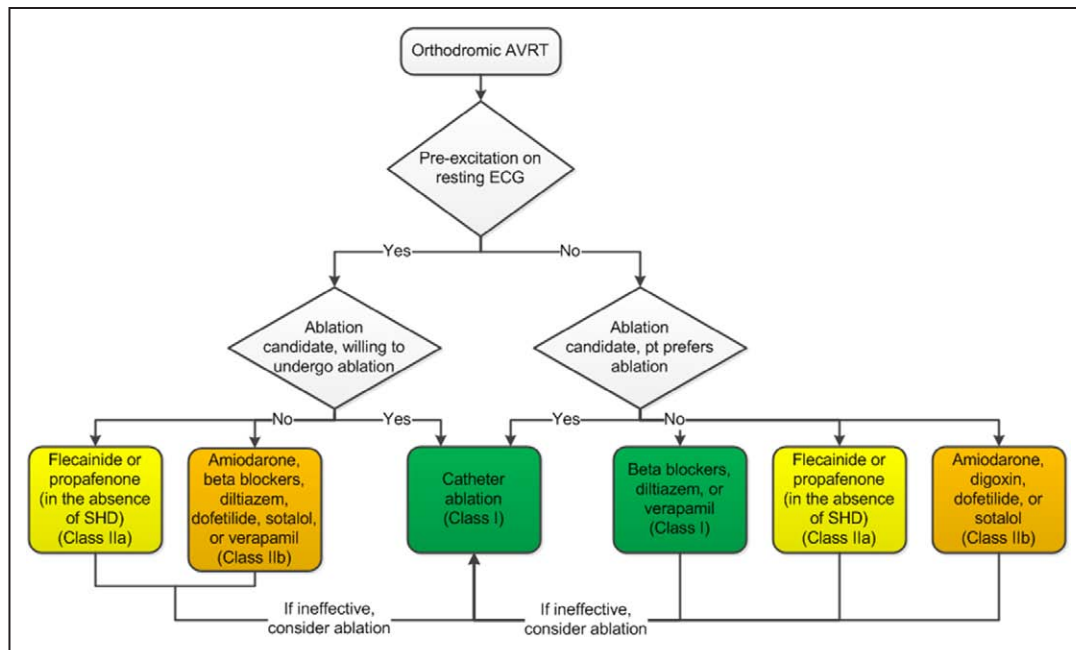 Orthodromic AVRT
Pre-excitation on
resting ECG
Yes
No
Ablation
candidate, willing to
undergo ablation
Ablation
candidate, pt prefers
ablation
No
Yes
Yes
No
Flecainide or
propafenone
(in the absence
of SHD)
(Class IIa)
Amiodarone,
beta blockers,
diltiazem,
dofetilide, sotalol,
or verapamil
(Class IIb)
Catheter
ablation
(Class I)
Beta blockers,
diltiazem, or
verapamil
(Class I)
Flecainide or
propafenone
(in the absence
of SHD)
(Class IIa)
Amiodarone,
digoxin,
dofetilide, or
sotalol
(Class IIb)
If ineffective,
consider ablation
If ineffective,
consider ablation